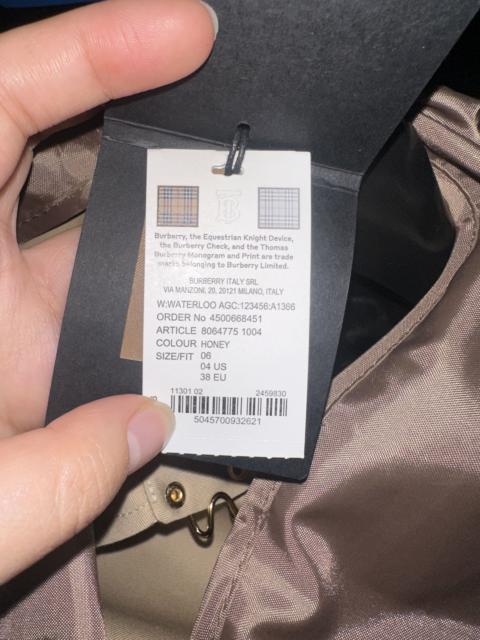 Burberry, the Equestrian Knight Device,
the Burberry Check, and the Thomas
Burberry Monogram and Print are trade
marks belonging to Burberry Limited.
BURBERRY ITALY SRL
VIA MANZONI, 20, 20121 MILANO, ITALY
W:WATERLOO AGC:123456:A1366
ORDER No 4500668451
ARTICLE 8064775 1004
COLOUR HONEY
SIZE/FIT 06
04 US
38 EU
11301 02 2459830
5045700932621